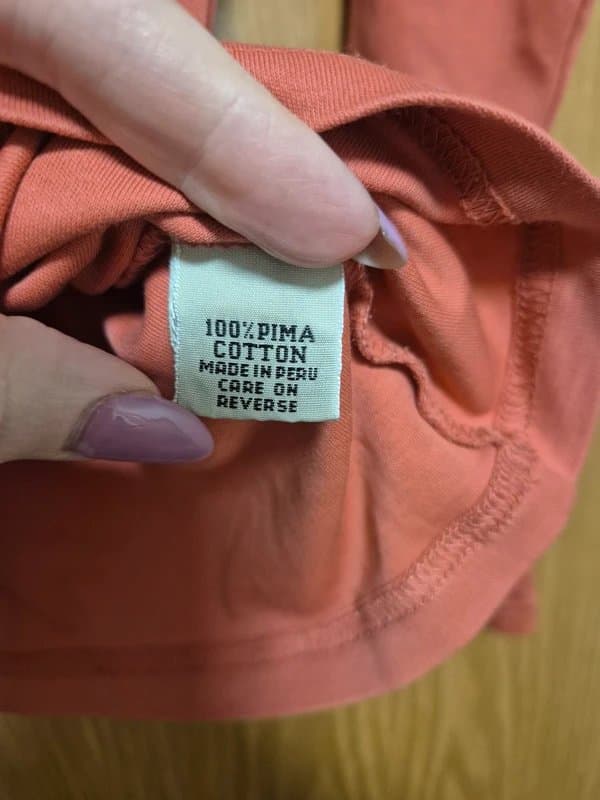 100% PIMA
COTTON
MADE IN PERU
CARE ON
REVERSE